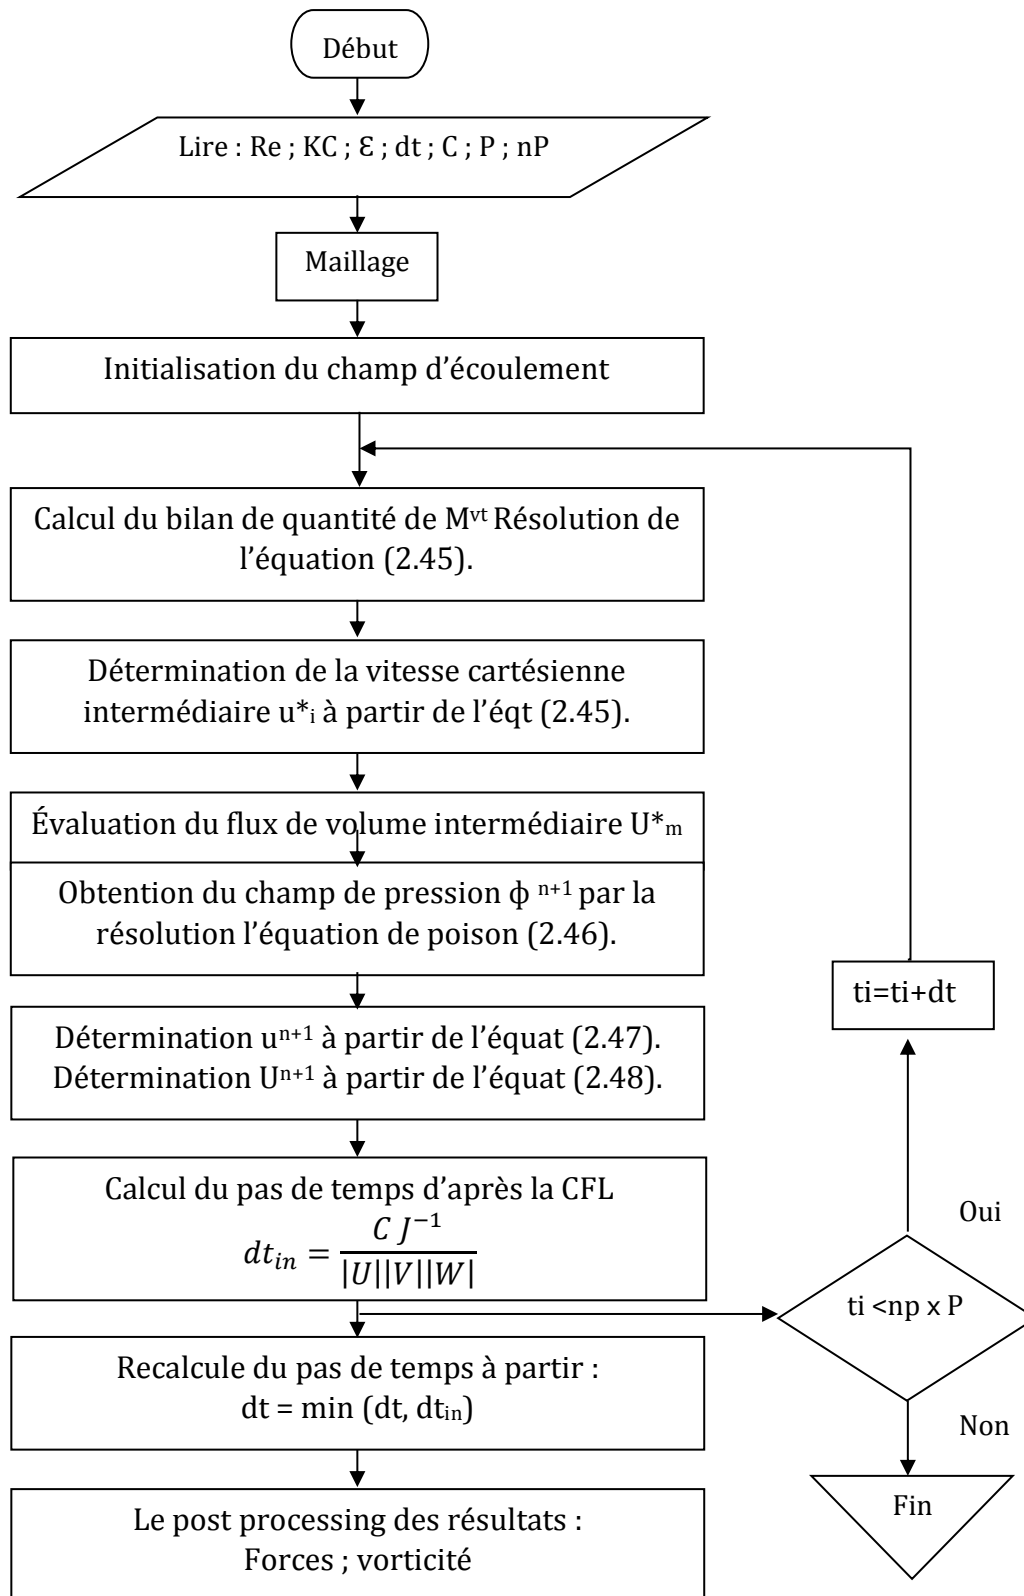 Début
Lire : Re ; KC ; Ɛ ; dt ; C ; P ; nP
Maillage
Initialisation du champ d’écoulement
Calcul du bilan de quantité de Mᵛᵗ Résolution de
l’équation (2.45).
Détermination de la vitesse cartésienne
intermédiaire u*ᵢ à partir de l’éqt (2.45).
Évaluation du flux de volume intermédiaire U*ₘ
Obtention du champ de pression ϕ ⁿ⁺¹ par la
résolution l’équation de poison (2.46).
Détermination uⁿ⁺¹ à partir de l’équat (2.47).
Détermination Uⁿ⁺¹ à partir de l’équat (2.48).
Calcul du pas de temps d’après la CFL
dtᵢₙ = C J⁻¹ / |U||V||W|
Recalcule du pas de temps à partir :
dt = min (dt, dtᵢₙ)
Le post processing des résultats :
Forces ; vorticité
ti=ti+dt
Oui
ti <np x P
Non
Fin